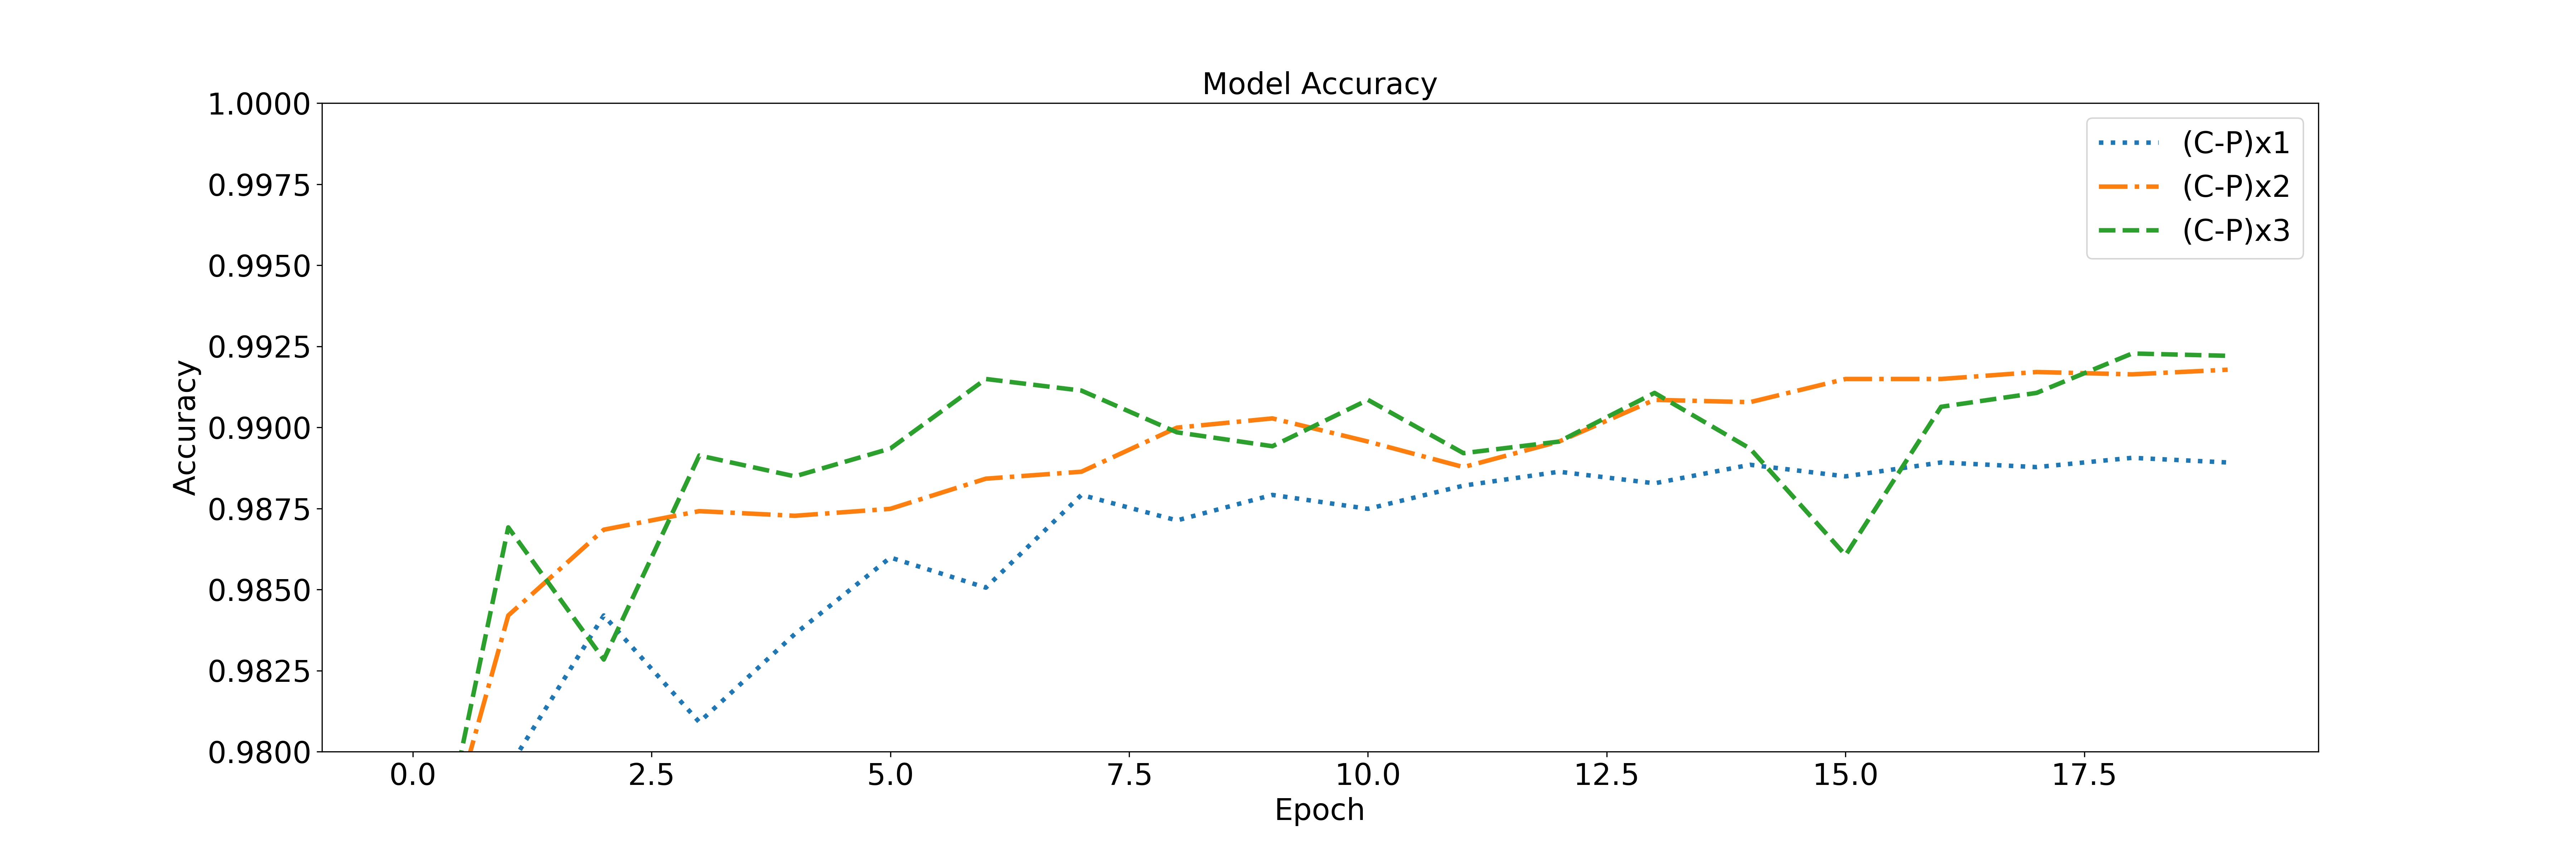 Model Accuracy
1.0000
0.9975
0.9950
0.9925
0.9900
0.9875
0.9850
0.9825
0.9800
Accuracy
0.0 2.5 5.0 7.5 10.0 12.5 15.0 17.5
Epoch
(C-P)x1
(C-P)x2
(C-P)x3